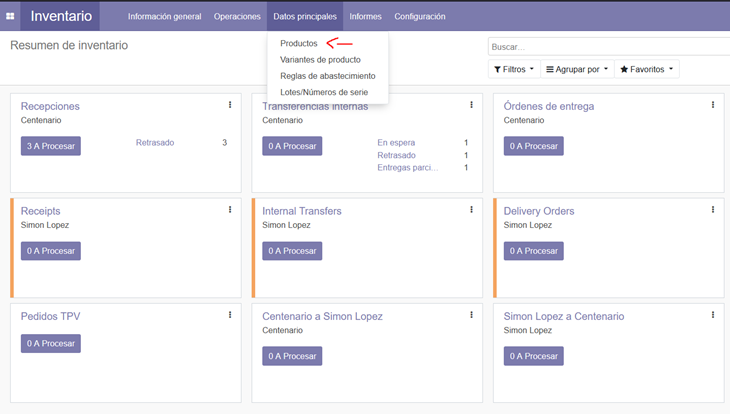 Inventario
Información general
Operaciones
Datos principales
Informes
Configuración
Resumen de inventario
Buscar...
Productos
Variantes de producto
Reglas de abastecimiento
Lotes/Números de serie
Filtros
Agrupar por
Favoritos
Recepciones
Centenario
3 A Procesar
Retrasado 3
Transferencias internas
Centenario
0 A Procesar
En espera 1
Retrasado 1
Entregas parci... 1
Órdenes de entrega
Centenario
0 A Procesar
Receipts
Simon Lopez
0 A Procesar
Internal Transfers
Simon Lopez
0 A Procesar
Delivery Orders
Simon Lopez
0 A Procesar
Pedidos TPV
0 A Procesar
Centenario a Simon Lopez
Centenario
0 A Procesar
Simon Lopez a Centenario
Simon Lopez
0 A Procesar